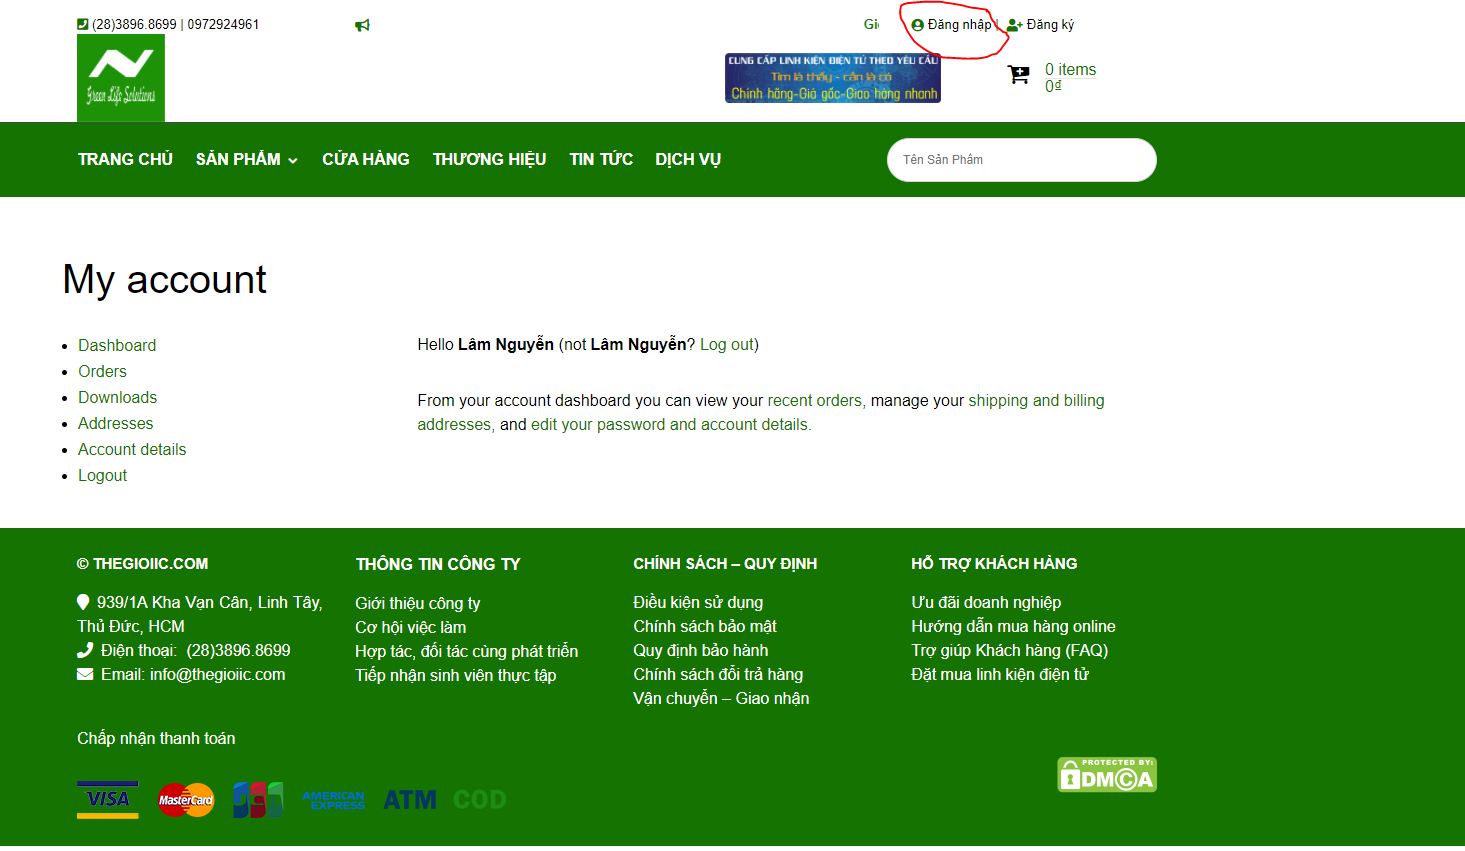 (28)3896.8699 | 0972924961
Đăng nhập | Đăng ký
Green Life Solutions
CUNG CẤP LINH KIỆN ĐIỆN TỬ THEO YÊU CẦU
Tìm là thấy - cần là có
Chính hãng-Giá gốc-Giao hàng nhanh
0 items
0₫
TRANG CHỦ SẢN PHẨM CỬA HÀNG THƯƠNG HIỆU TIN TỨC DỊCH VỤ
Tên Sản Phẩm
My account
Dashboard
Orders
Downloads
Addresses
Account details
Logout
Hello Lâm Nguyễn (not Lâm Nguyễn? Log out)
From your account dashboard you can view your recent orders, manage your shipping and billing
addresses, and edit your password and account details.
© THEGIOIIC.COM
939/1A Kha Vạn Cân, Linh Tây,
Thủ Đức, HCM
Điện thoại: (28)3896.8699
Email: info@thegioiic.com
THÔNG TIN CÔNG TY
Giới thiệu công ty
Cơ hội việc làm
Hợp tác, đối tác cùng phát triển
Tiếp nhận sinh viên thực tập
CHÍNH SÁCH – QUY ĐỊNH
Điều kiện sử dụng
Chính sách bảo mật
Quy định bảo hành
Chính sách đổi trả hàng
Vận chuyển – Giao nhận
HỖ TRỢ KHÁCH HÀNG
Ưu đãi doanh nghiệp
Hướng dẫn mua hàng online
Trợ giúp Khách hàng (FAQ)
Đặt mua linh kiện điện tử
Chấp nhận thanh toán
VISA MasterCard JCB AMERICAN EXPRESS ATM COD
PROTECTED BY:
DMCA